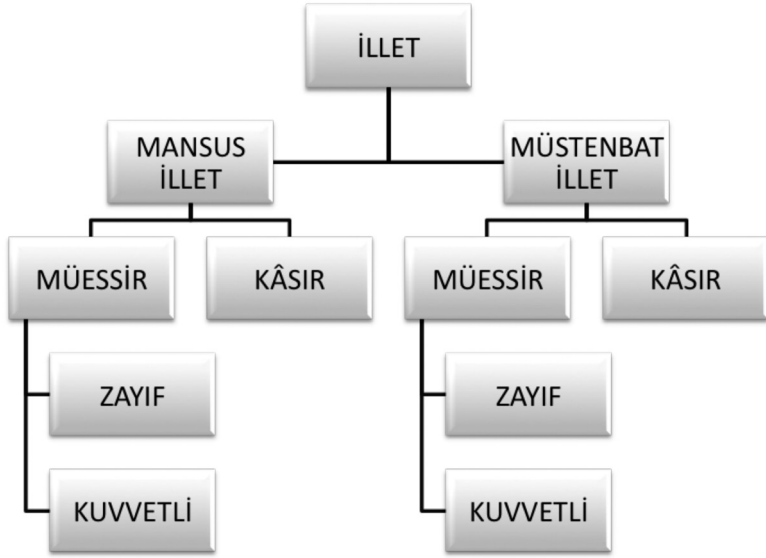 İLLET
MANSUS
İLLET
MÜSTENBAT
İLLET
MÜESSİR
KÂSIR
MÜESSİR
KÂSIR
ZAYIF
ZAYIF
KUVVETLİ
KUVVETLİ